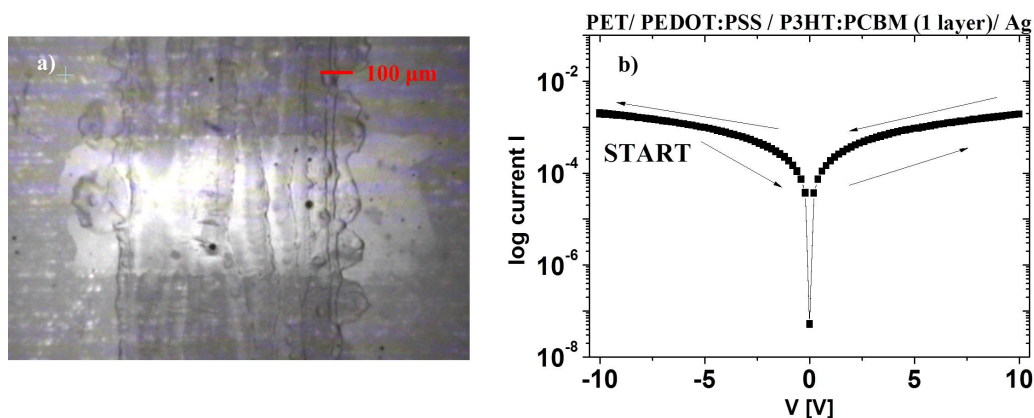 PET/ PEDOT:PSS / P3HT:PCBM (1 layer)/ Ag
a)
100 μm
b)
START
log current I
10-2
10-4
10-6
10-8
-10
-5
0
5
10
V [V]